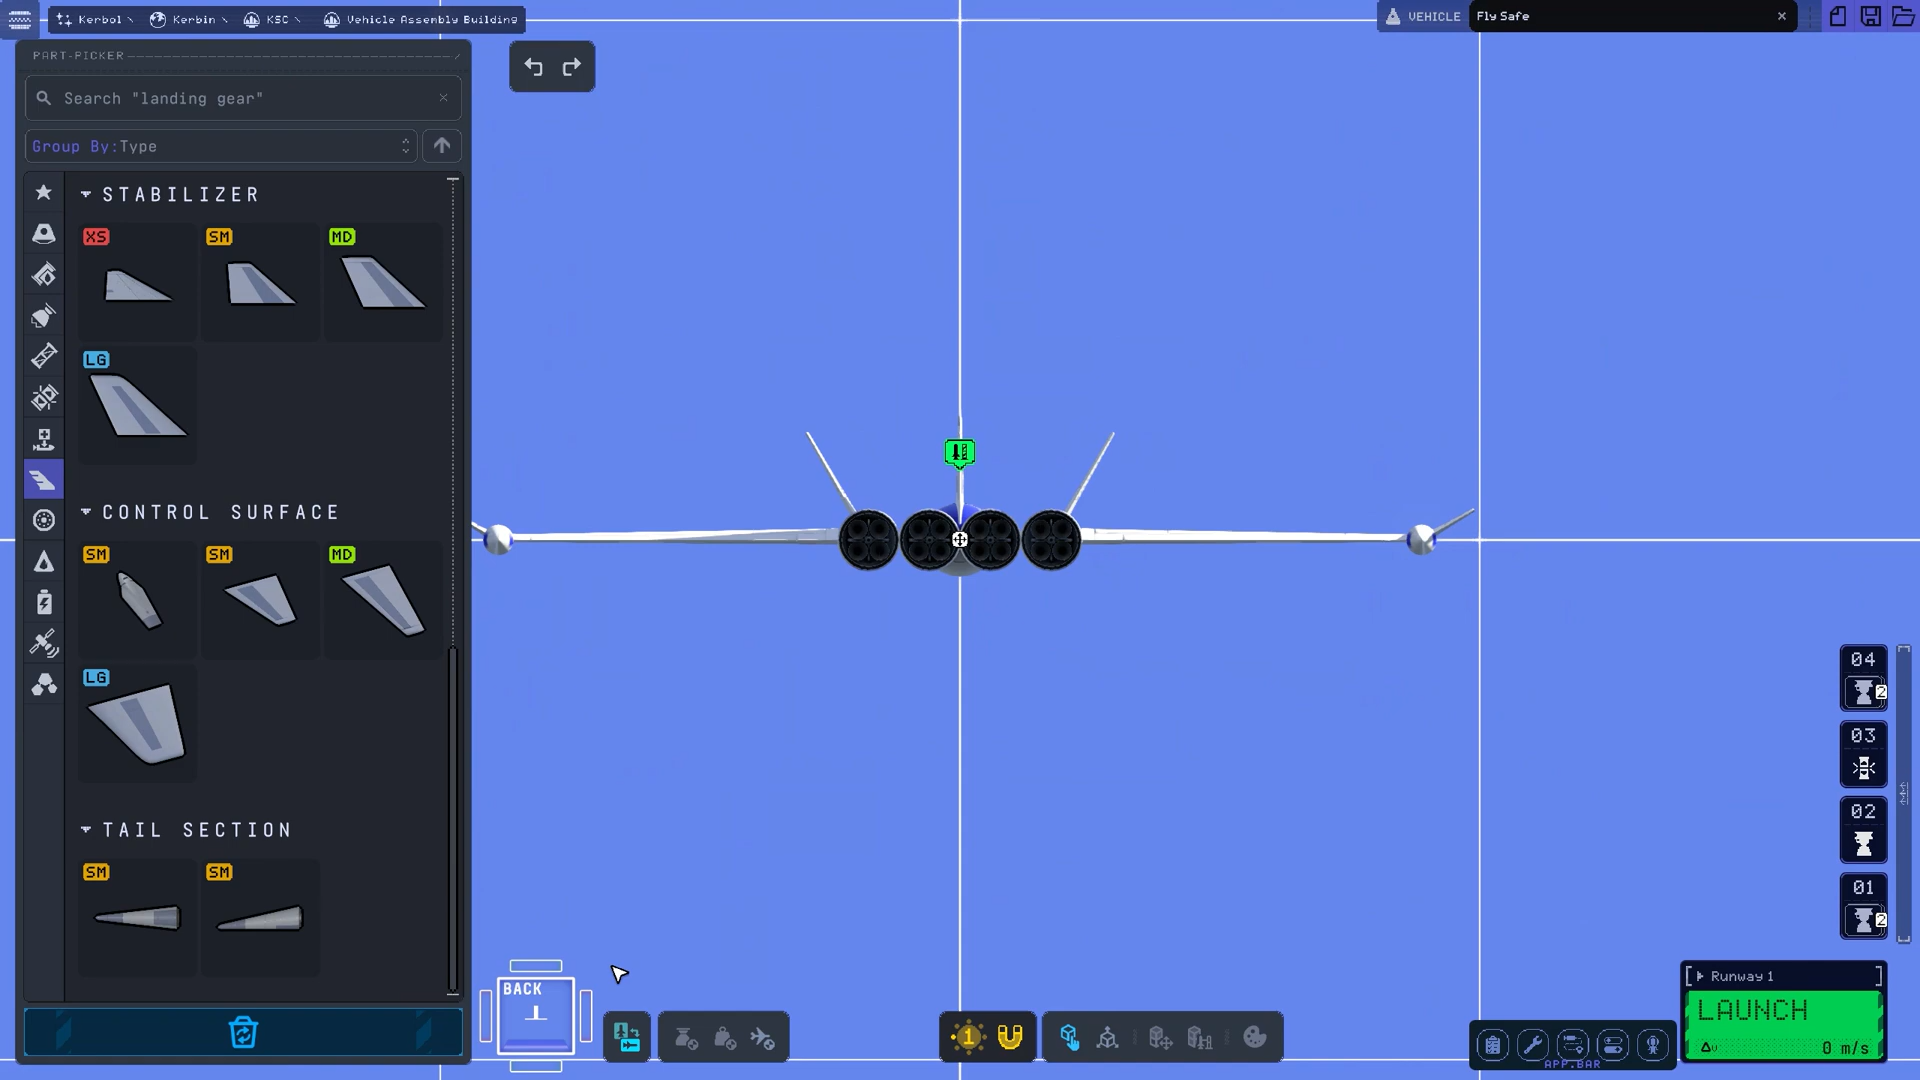 Kerbol
Kerbin
KSC
Vehicle Assembly Building
VEHICLE
Fly Safe
PART-PICKER
Search "landing gear"
Group By:Type
STABILIZER
XS
SM
MD
LG
CONTROL SURFACE
SM
SM
MD
LG
TAIL SECTION
SM
SM
04
2
03
02
01
2
BACK
1
Runway 1
LAUNCH
Δv 0 m/s
APP.BAR